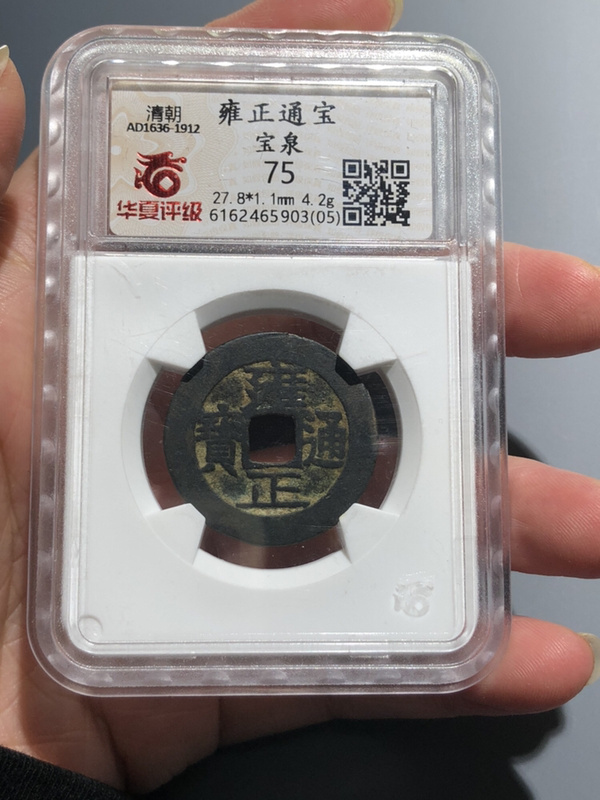 清朝
AD1636-1912
华夏评级
雍正通宝
宝泉
75
27.8*1.1mm 4.2g
6162465903(05)
雍正通寶